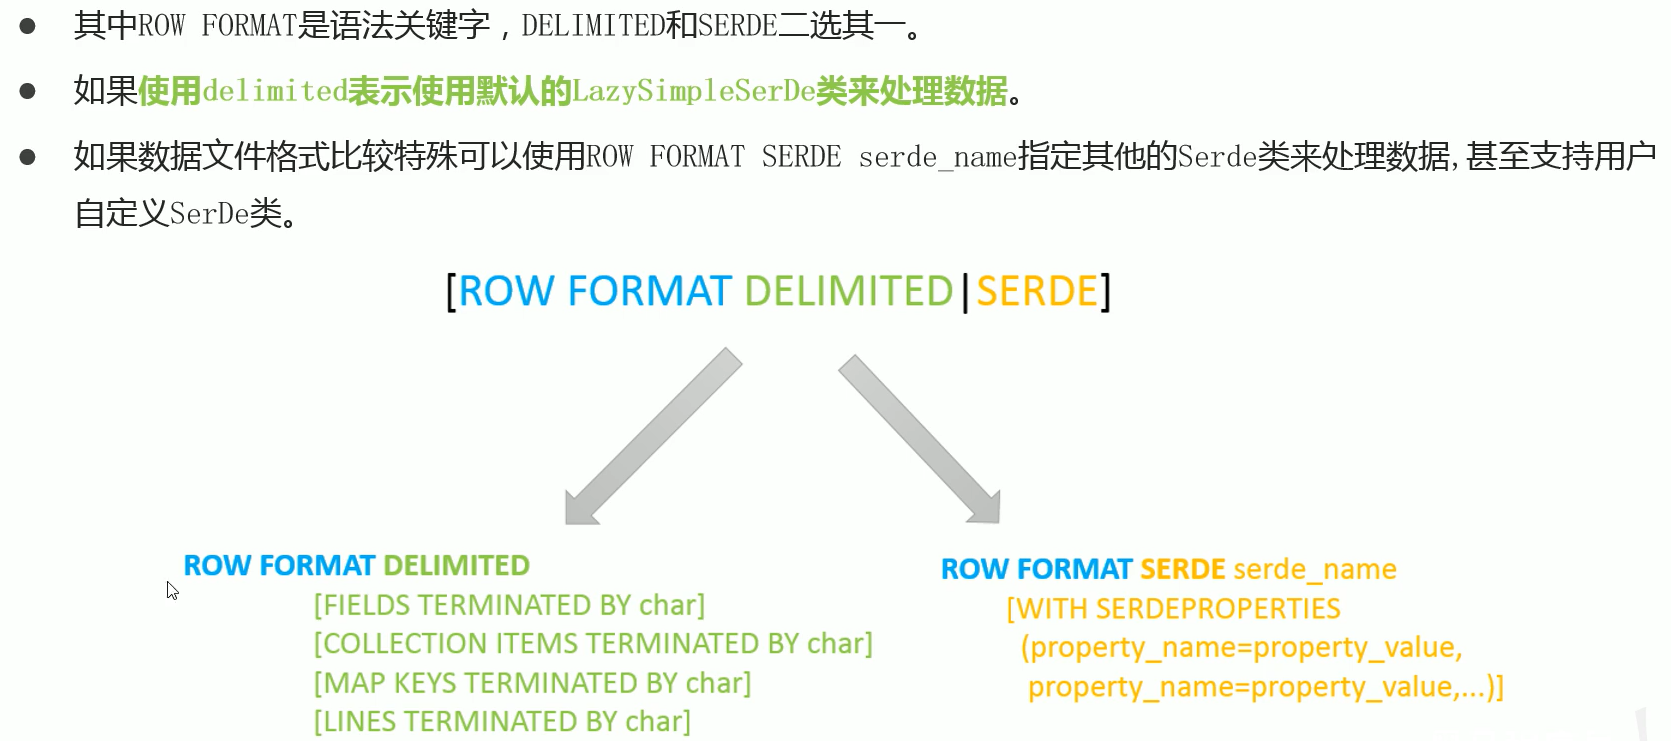 ● 其中ROW FORMAT是语法关键字，DELIMITED和SERDE二选其一。
● 如果使用delimited表示使用默认的LazySimpleSerDe类来处理数据。
● 如果数据文件格式比较特殊可以使用ROW FORMAT SERDE serde_name指定其他的Serde类来处理数据,甚至支持用户
自定义SerDe类。
[ROW FORMAT DELIMITED|SERDE]
ROW FORMAT DELIMITED
[FIELDS TERMINATED BY char]
[COLLECTION ITEMS TERMINATED BY char]
[MAP KEYS TERMINATED BY char]
[LINES TERMINATED BY char]
ROW FORMAT SERDE serde_name
[WITH SERDEPROPERTIES
(property_name=property_value,
property_name=property_value,...)]